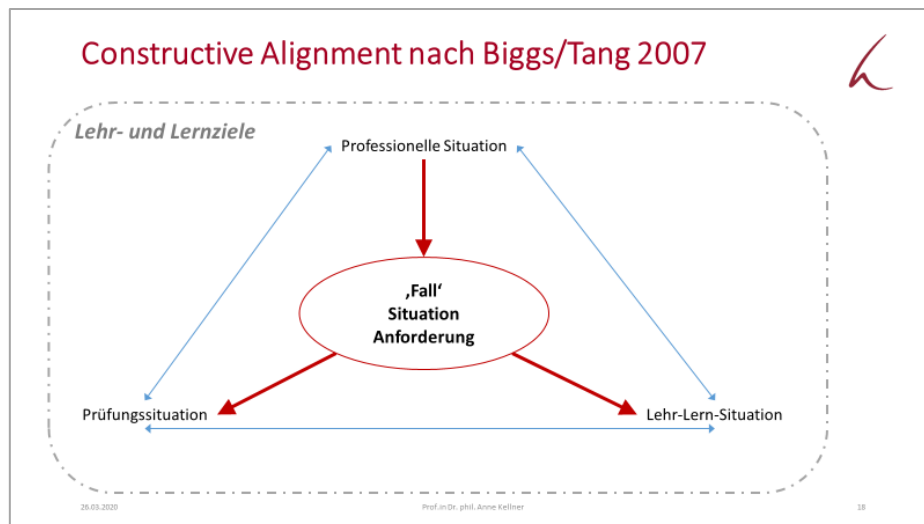 Constructive Alignment nach Biggs/Tang 2007
Lehr- und Lernziele
Professionelle Situation
‚Fall‘
Situation
Anforderung
Prüfungssituation
Lehr-Lern-Situation
26.03.2020
Prof.in Dr. phil. Anne Kellner
18